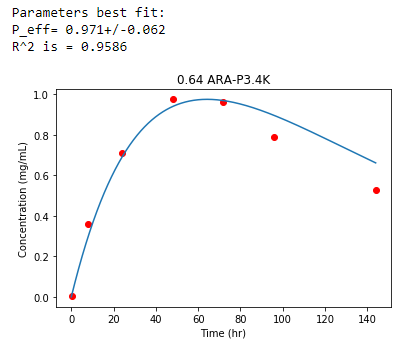 Parameters best fit:
P_eff= 0.971+/-0.062
R^2 is = 0.9586
0.64 ARA-P3.4K
1.0
0.8
0.6
0.4
0.2
0.0
Concentration (mg/mL)
0 20 40 60 80 100 120 140
Time (hr)